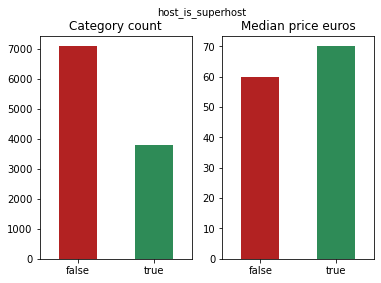 host_is_superhost
Category count
Median price euros
7000
6000
5000
4000
3000
2000
1000
0
false
true
70
60
50
40
30
20
10
0
false
true